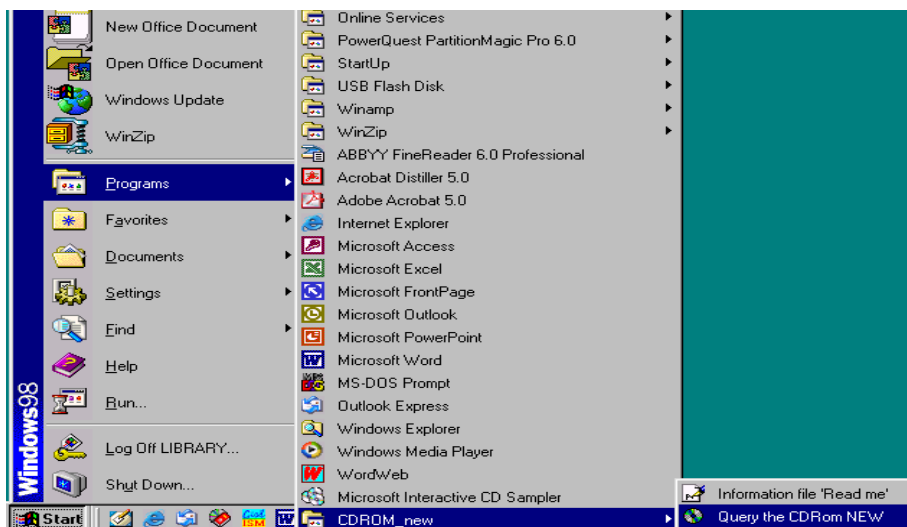 New Office Document
Open Office Document
Windows Update
WinZip
Programs
Favorites
Documents
Settings
Find
Help
Run...
Log Off LIBRARY...
Shut Down...
Windows98
Online Services
PowerQuest PartitionMagic Pro 6.0
StartUp
USB Flash Disk
Winamp
WinZip
ABBYY FineReader 6.0 Professional
Acrobat Distiller 5.0
Adobe Acrobat 5.0
Internet Explorer
Microsoft Access
Microsoft Excel
Microsoft FrontPage
Microsoft Outlook
Microsoft PowerPoint
Microsoft Word
MS-DOS Prompt
Outlook Express
Windows Explorer
Windows Media Player
WordWeb
Microsoft Interactive CD Sampler
CDROM_new
Information file 'Read me'
Query the CDROM NEW
Start